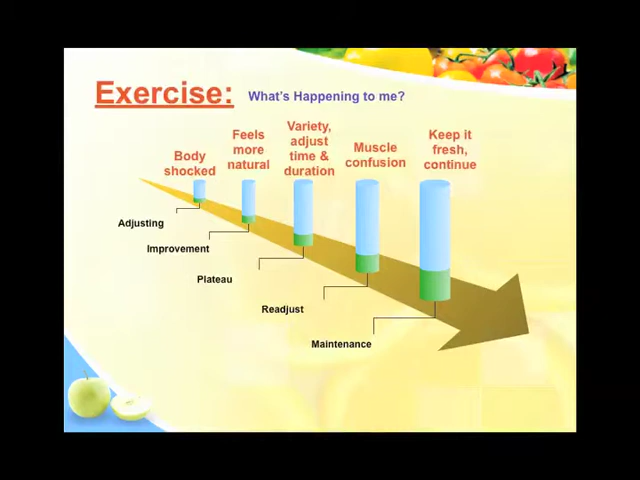 Exercise:
What's Happening to me?
Body
shocked
Feels
more
natural
Variety,
adjust
time &
duration
Muscle
confusion
Keep it
fresh,
continue
Adjusting
Improvement
Plateau
Readjust
Maintenance